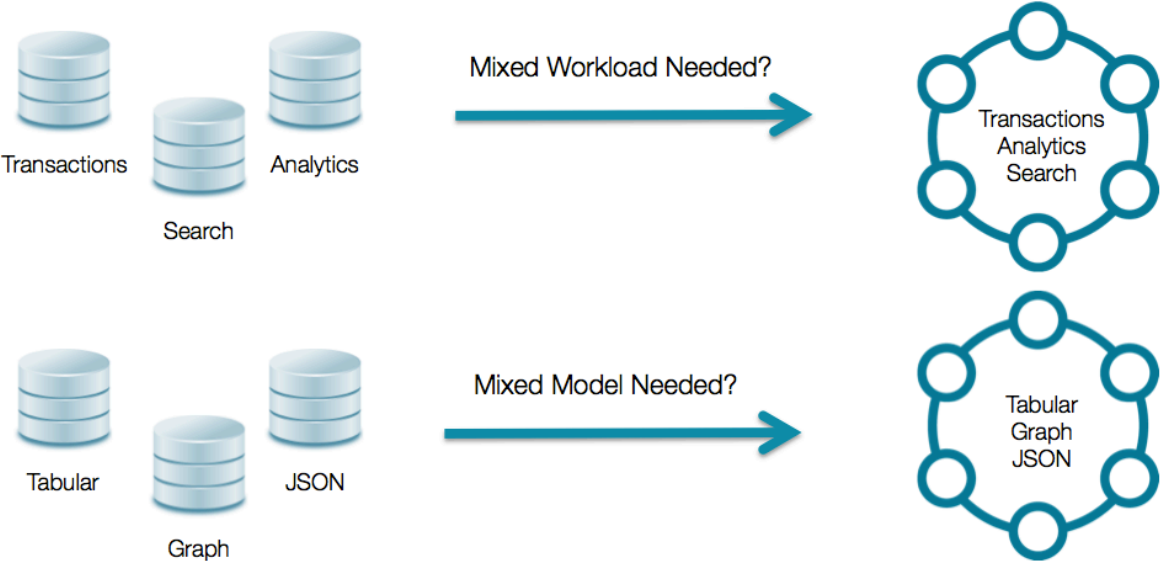 Transactions
Search
Analytics
Mixed Workload Needed?
Transactions
Analytics
Search
Tabular
Graph
JSON
Mixed Model Needed?
Tabular
Graph
JSON